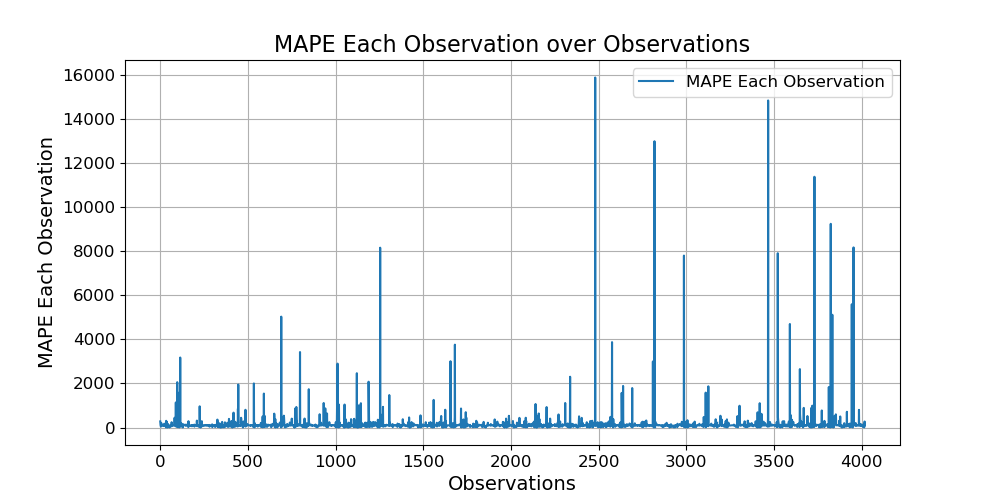 MAPE Each Observation over Observations
MAPE Each Observation
16000
14000
12000
10000
8000
6000
4000
2000
0
MAPE Each Observation
0 500 1000 1500 2000 2500 3000 3500 4000
Observations